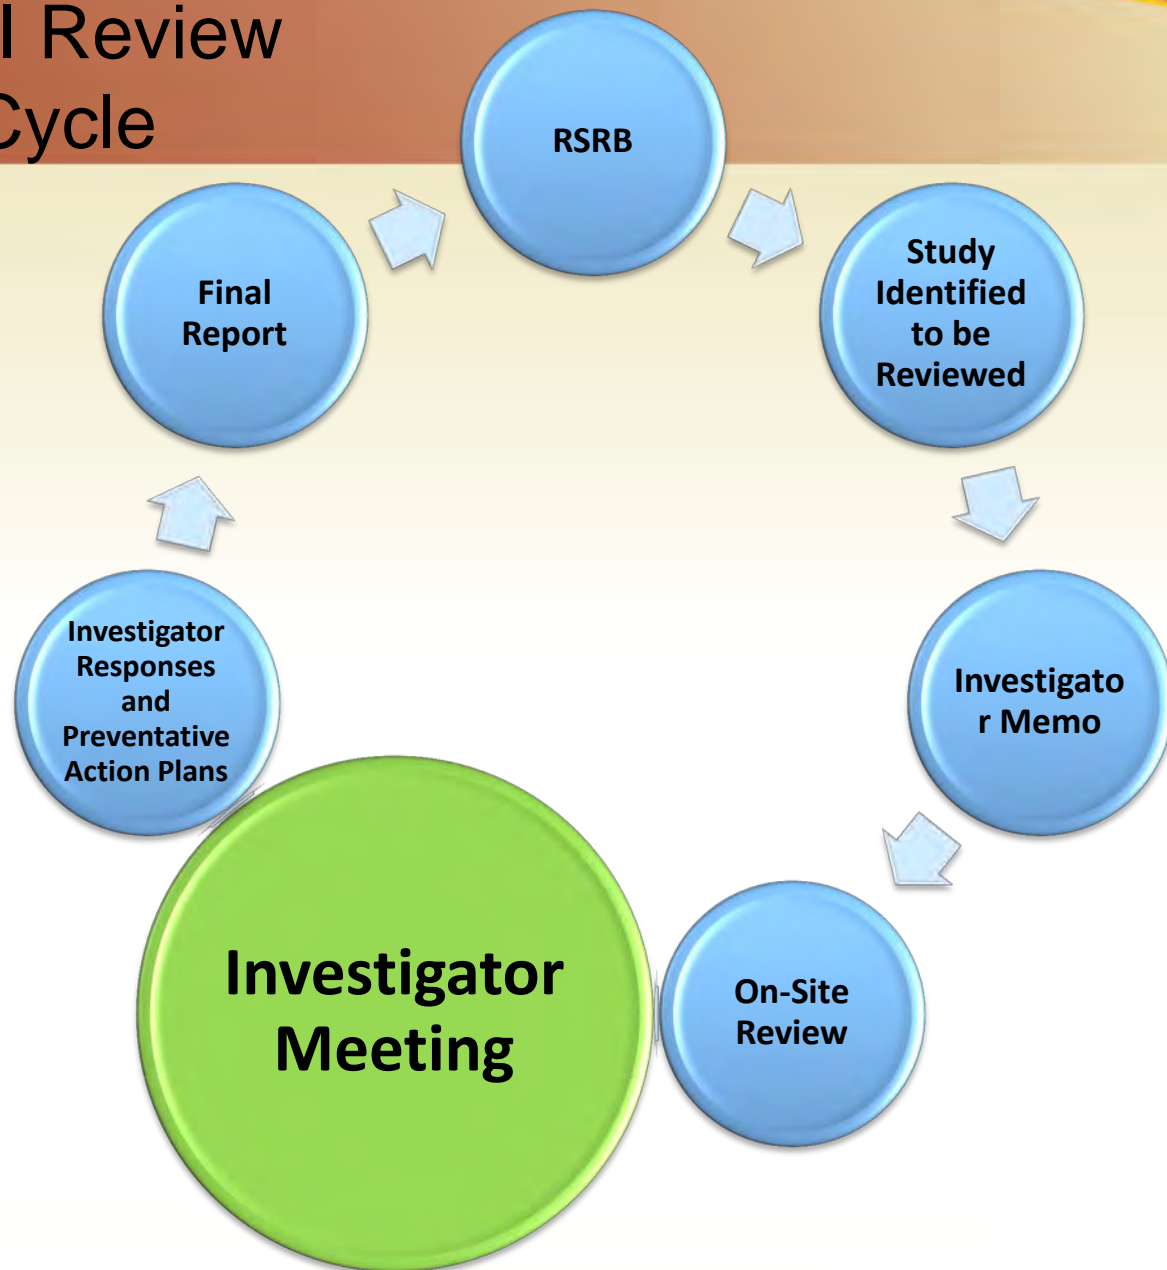 I Review
Cycle
RSRB
Study
Identified
to be
Reviewed
Investigato
r Memo
On-Site
Review
Investigator
Meeting
Investigator
Responses
and
Preventative
Action Plans
Final
Report